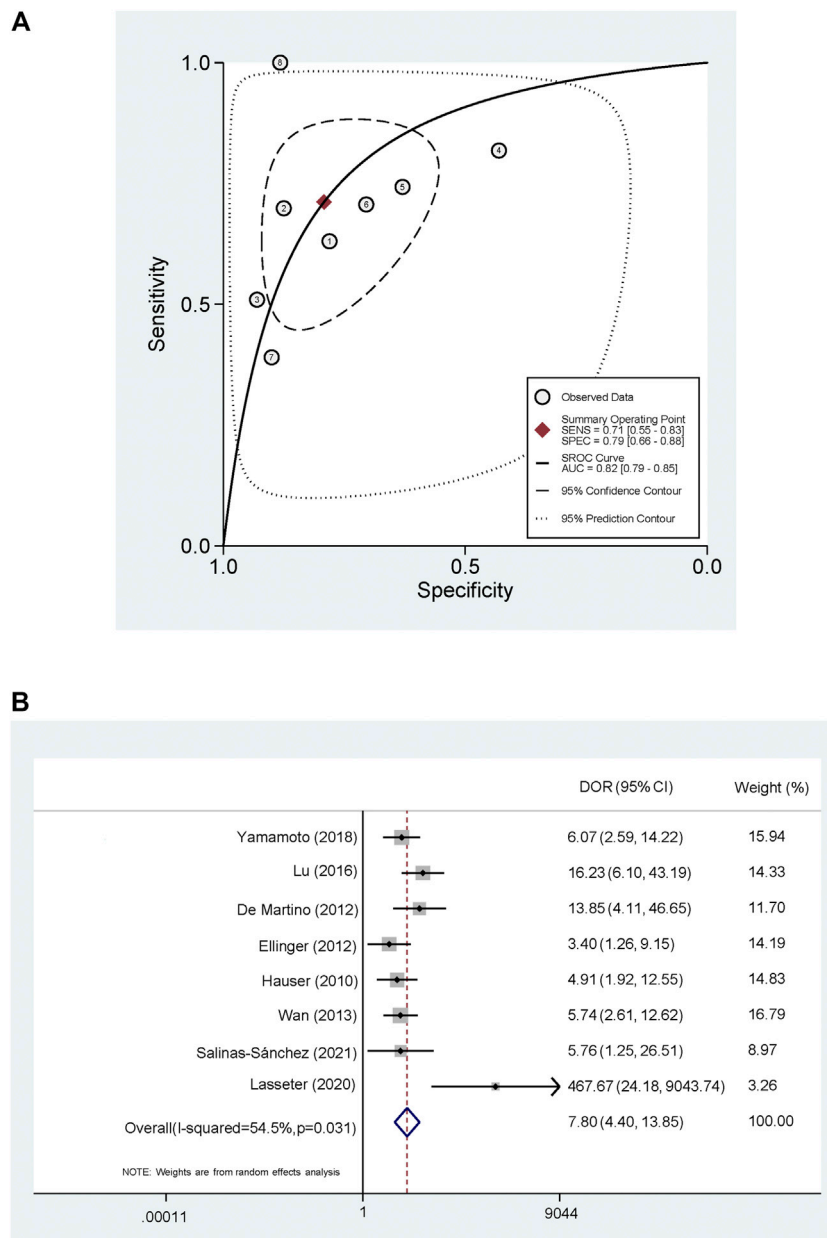 A
1.0
0.5
0.0
Sensitivity
8
4
5
2
6
1
3
7
Observed Data
Summary Operating Point
SENS = 0.71 [0.55 - 0.83]
SPEC = 0.79 [0.66 - 0.88]
SROC Curve
AUC = 0.82 [0.79 - 0.85]
95% Confidence Contour
95% Prediction Contour
1.0 0.5 0.0
Specificity
B
DOR (95% CI) Weight (%)
Yamamoto (2018) 6.07 (2.59, 14.22) 15.94
Lu (2016) 16.23 (6.10, 43.19) 14.33
De Martino (2012) 13.85 (4.11, 46.65) 11.70
Ellinger (2012) 3.40 (1.26, 9.15) 14.19
Hauser (2010) 4.91 (1.92, 12.55) 14.83
Wan (2013) 5.74 (2.61, 12.62) 16.79
Salinas-Sánchez (2021) 5.76 (1.25, 26.51) 8.97
Lasseter (2020) 467.67 (24.18, 9043.74) 3.26
Overall(I-squared=54.5%,p=0.031) 7.80 (4.40, 13.85) 100.00
NOTE: Weights are from random effects analysis
.00011 1 9044